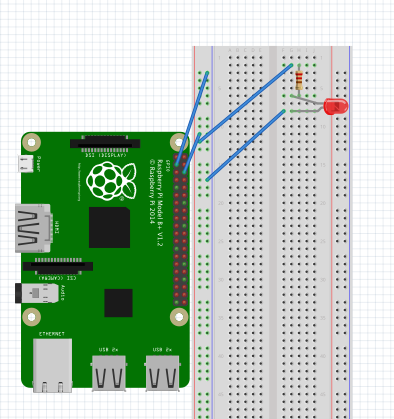 DSI (DISPLAY)
Power
GPIO
Raspberry Pi Model B+ V1.2
© Raspberry Pi 2014
HDMI
CSI (CAMERA)
Audio
ETHERNET
USB 2x
USB 2x